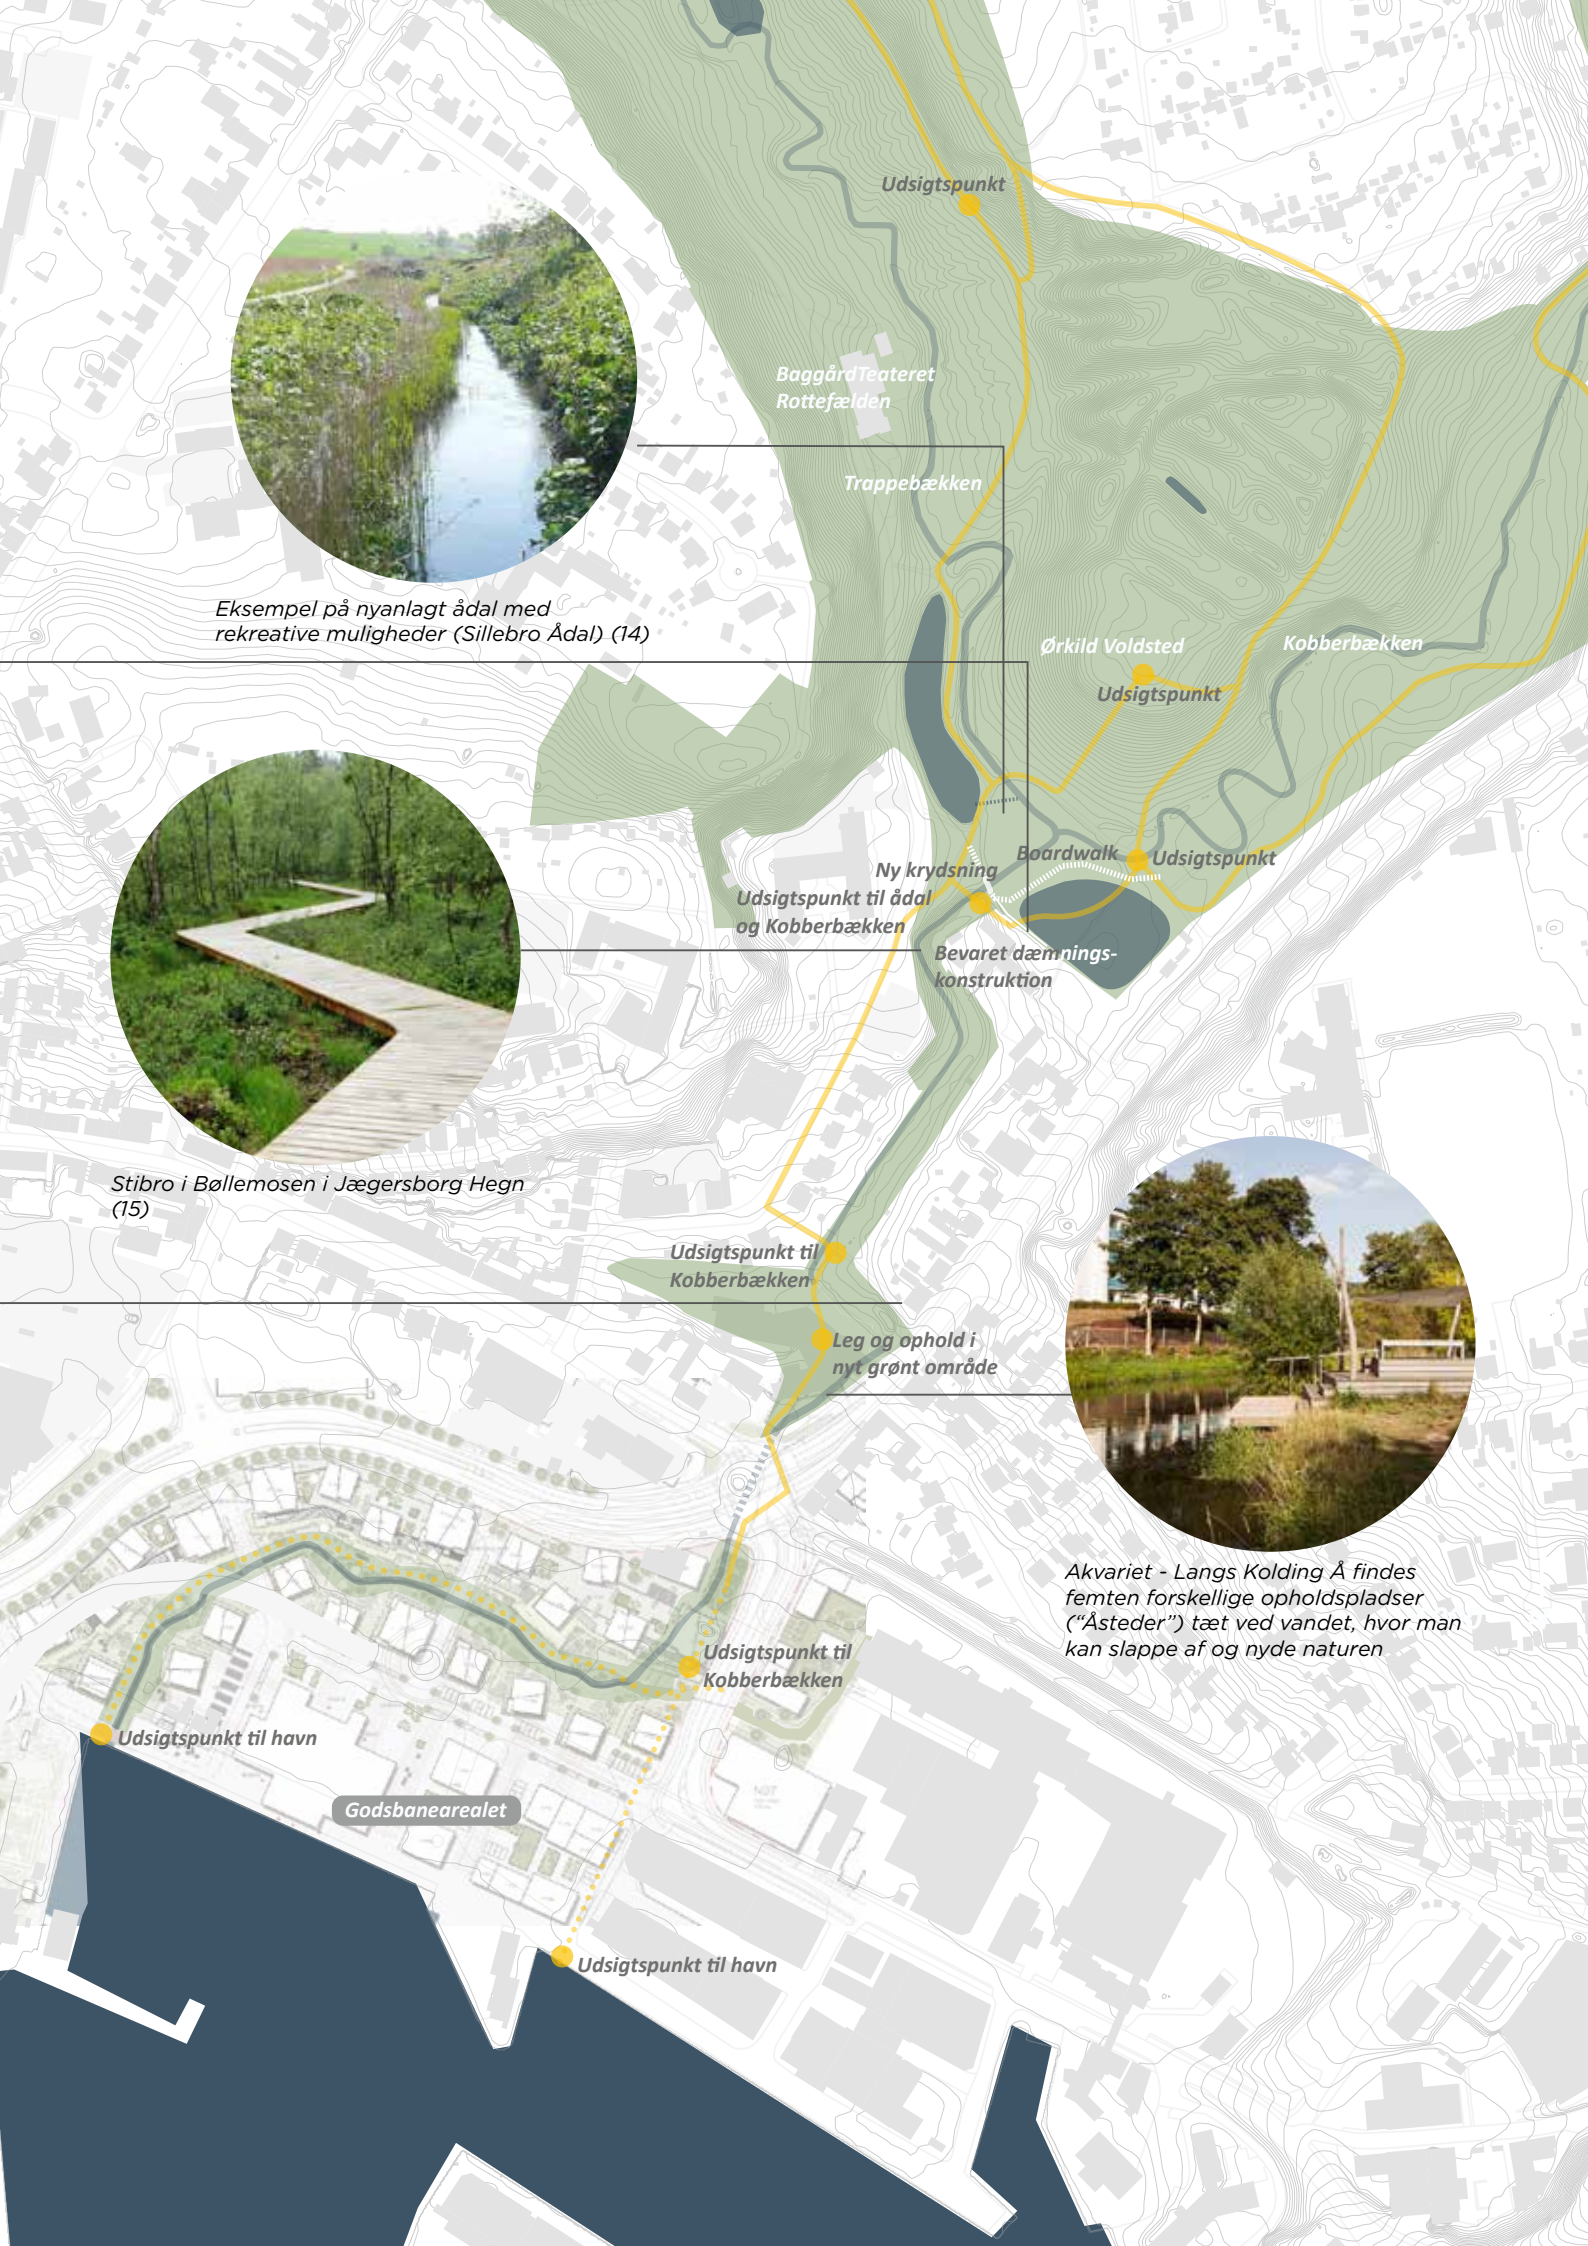 Udsigtspunkt
BaggårdTeateret
Rottefælden
Trappebækken
Eksempel på nyanlagt ådal med
rekreative muligheder (Sillebro Ådal) (14)
Ørkild Voldsted
Kobberbækken
Udsigtspunkt
Boardwalk
Udsigtspunkt
Ny krydsning
Udsigtspunkt til ådal
og Kobberbækken
Bevaret dæmnings-
konstruktion
Stibro i Bøllemosen i Jægersborg Hegn
(15)
Udsigtspunkt til
Kobberbækken
Leg og ophold i
nyt grønt område
Akvariet - Langs Kolding Å findes
femten forskellige opholdspladser
(“Åsteder”) tæt ved vandet, hvor man
kan slappe af og nyde naturen
Udsigtspunkt til
Kobberbækken
Udsigtspunkt til havn
Godsbanearealet
Udsigtspunkt til havn